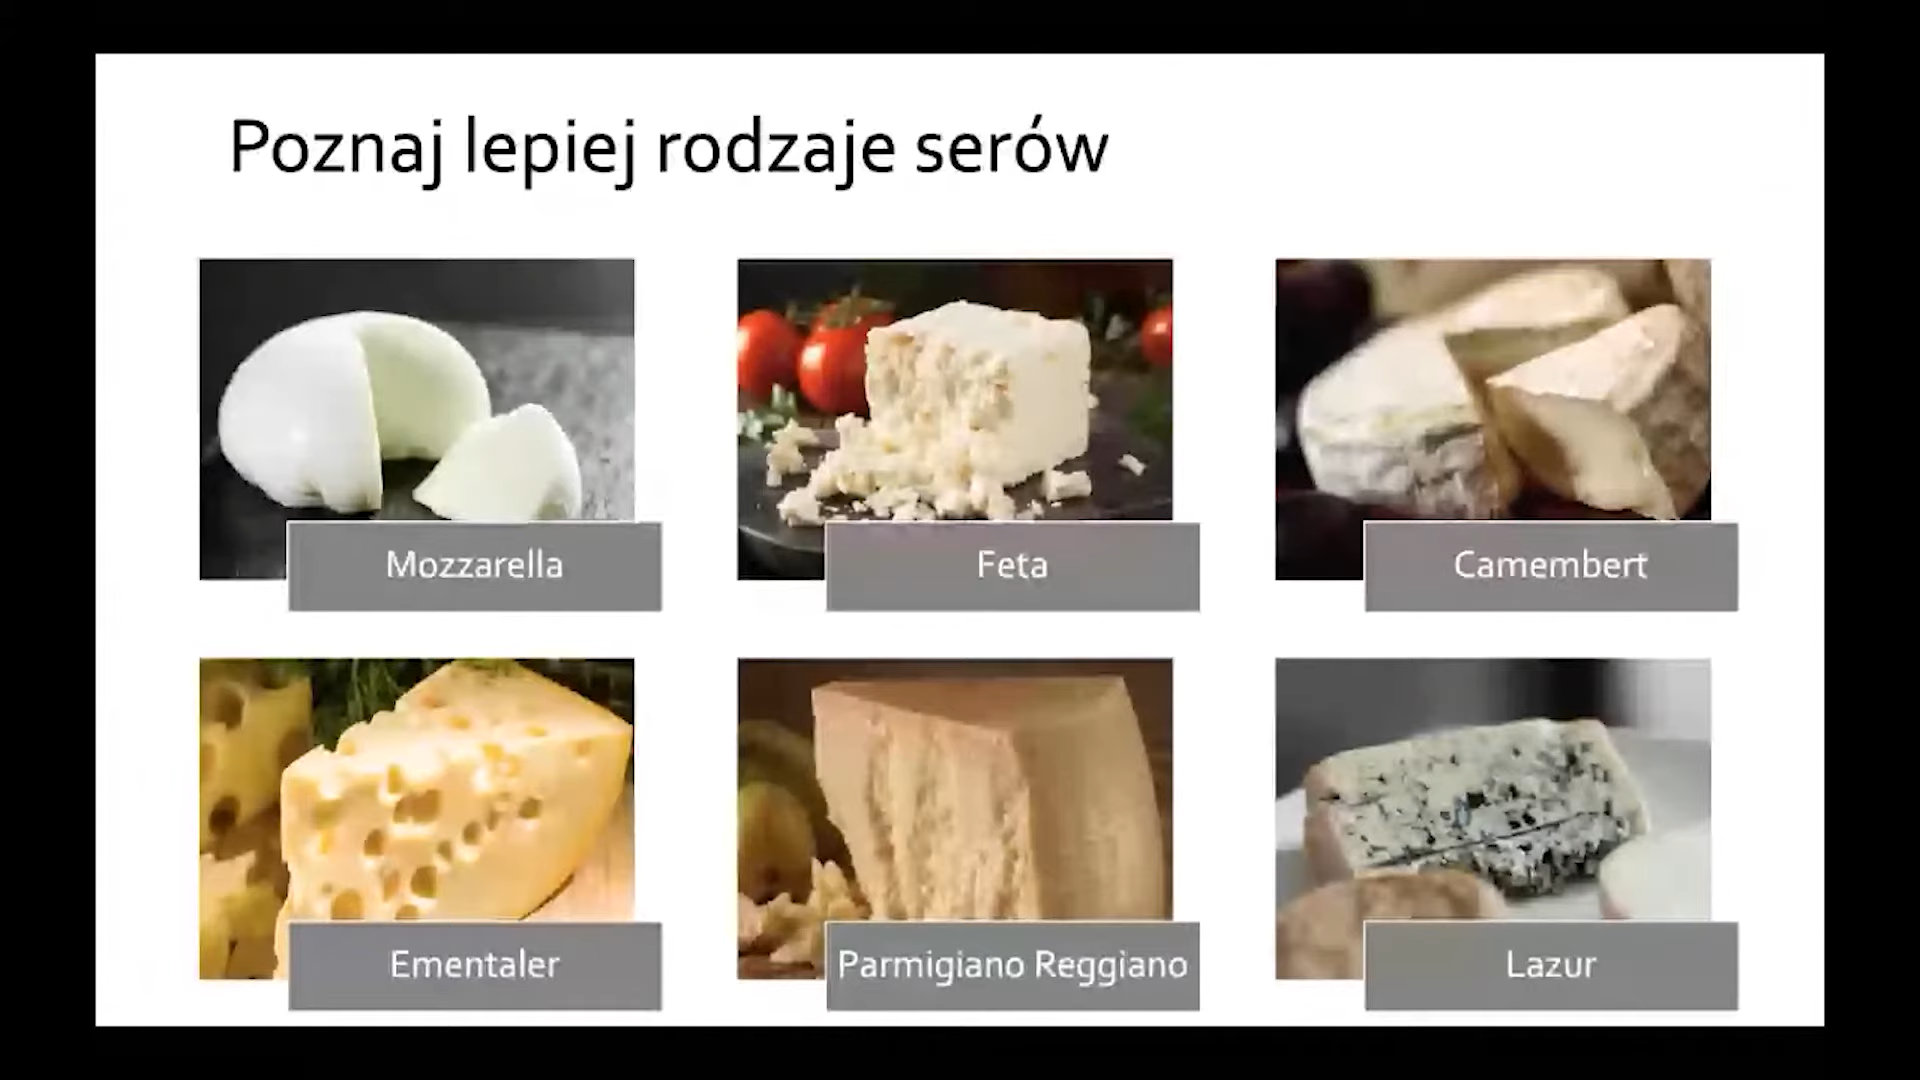 Poznaj lepiej rodzaje serów
Mozzarella
Feta
Camembert
Ementaler
Parmigiano Reggiano
Lazur